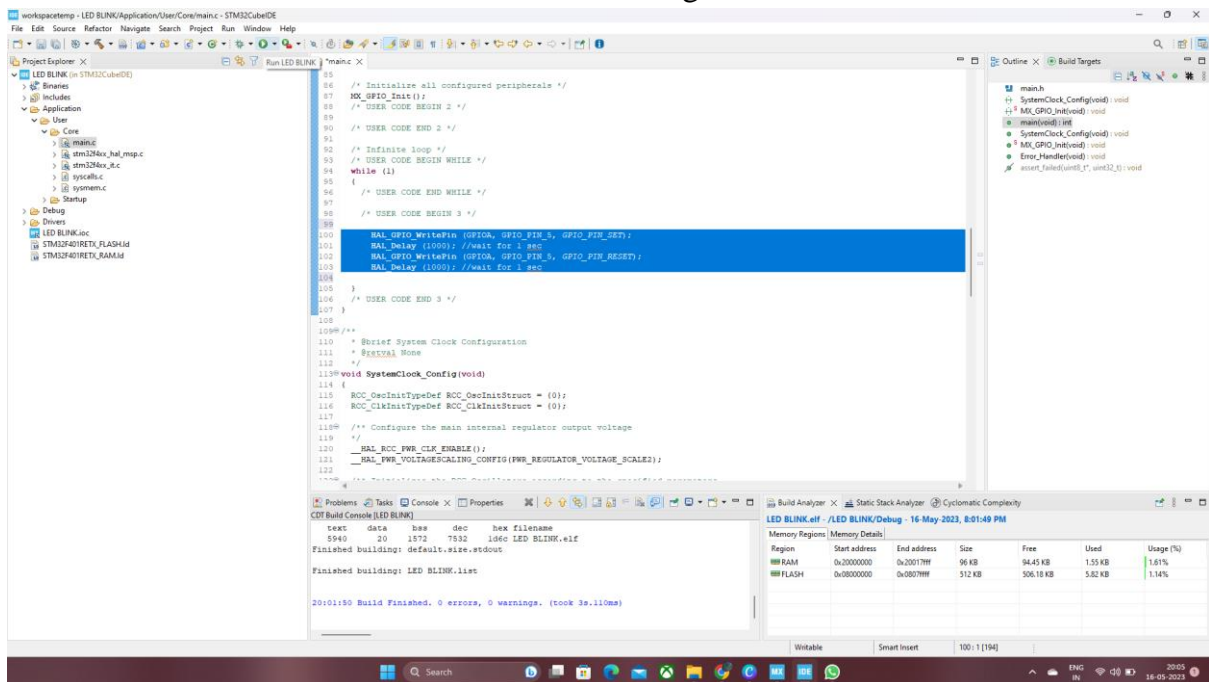 workspacetemp - LED BLINK/Application/User/Core/main.c - STM32CubeIDE
File Edit Source Refactor Navigate Search Project Run Window Help
Project Explorer
Run LED BLINK
*main.c
LED BLINK (in STM32CubeIDE)
Binaries
Includes
Application
User
Core
main.c
stm32f4xx_hal_msp.c
stm32f4xx_it.c
syscalls.c
sysmem.c
Startup
Debug
Drivers
LED BLINK.ioc
STM32F401RETX_FLASH.ld
STM32F401RETX_RAM.ld
85
86 /* Initialize all configured peripherals */
87 MX_GPIO_Init();
88 /* USER CODE BEGIN 2 */
89
90 /* USER CODE END 2 */
91
92 /* Infinite loop */
93 /* USER CODE BEGIN WHILE */
94 while (1)
95 {
96 /* USER CODE END WHILE */
97
98 /* USER CODE BEGIN 3 */
99
100 HAL_GPIO_WritePin (GPIOA, GPIO_PIN_5, GPIO_PIN_SET);
101 HAL_Delay (1000); //wait for 1 sec
102 HAL_GPIO_WritePin (GPIOA, GPIO_PIN_5, GPIO_PIN_RESET);
103 HAL_Delay (1000); //wait for 1 sec
104
105 }
106 /* USER CODE END 3 */
107 }
108
109 /**
110 * @brief System Clock Configuration
111 * @retval None
112 */
113 void SystemClock_Config(void)
114 {
115 RCC_OscInitTypeDef RCC_OscInitStruct = {0};
116 RCC_ClkInitTypeDef RCC_ClkInitStruct = {0};
117
118 /** Configure the main internal regulator output voltage
119 */
120 __HAL_RCC_PWR_CLK_ENABLE();
121 __HAL_PWR_VOLTAGESCALING_CONFIG(PWR_REGULATOR_VOLTAGE_SCALE2);
122
Outline Build Targets
main.h
SystemClock_Config(void) : void
MX_GPIO_Init(void) : void
main(void) : int
SystemClock_Config(void) : void
MX_GPIO_Init(void) : void
Error_Handler(void) : void
assert_failed(uint8_t*, uint32_t) : void
Problems Tasks Console Properties
CDT Build Console [LED BLINK]
text data bss dec hex filename
5940 20 1572 7532 1d6c LED BLINK.elf
Finished building: default.size.stdout
Finished building: LED BLINK.list
20:01:50 Build Finished. 0 errors, 0 warnings. (took 3s.110ms)
Build Analyzer Static Stack Analyzer Cyclomatic Complexity
LED BLINK.elf - /LED BLINK/Debug - 16-May-2023, 8:01:49 PM
Memory Regions Memory Details
Region Start address End address Size Free Used Usage (%)
RAM 0x20000000 0x20017fff 96 KB 94.45 KB 1.55 KB 1.61%
FLASH 0x08000000 0x0807ffff 512 KB 506.18 KB 5.82 KB 1.14%
Writable Smart Insert 100 : 1 [194]
Search
MX
IDE
ENG
IN
20:05
16-05-2023